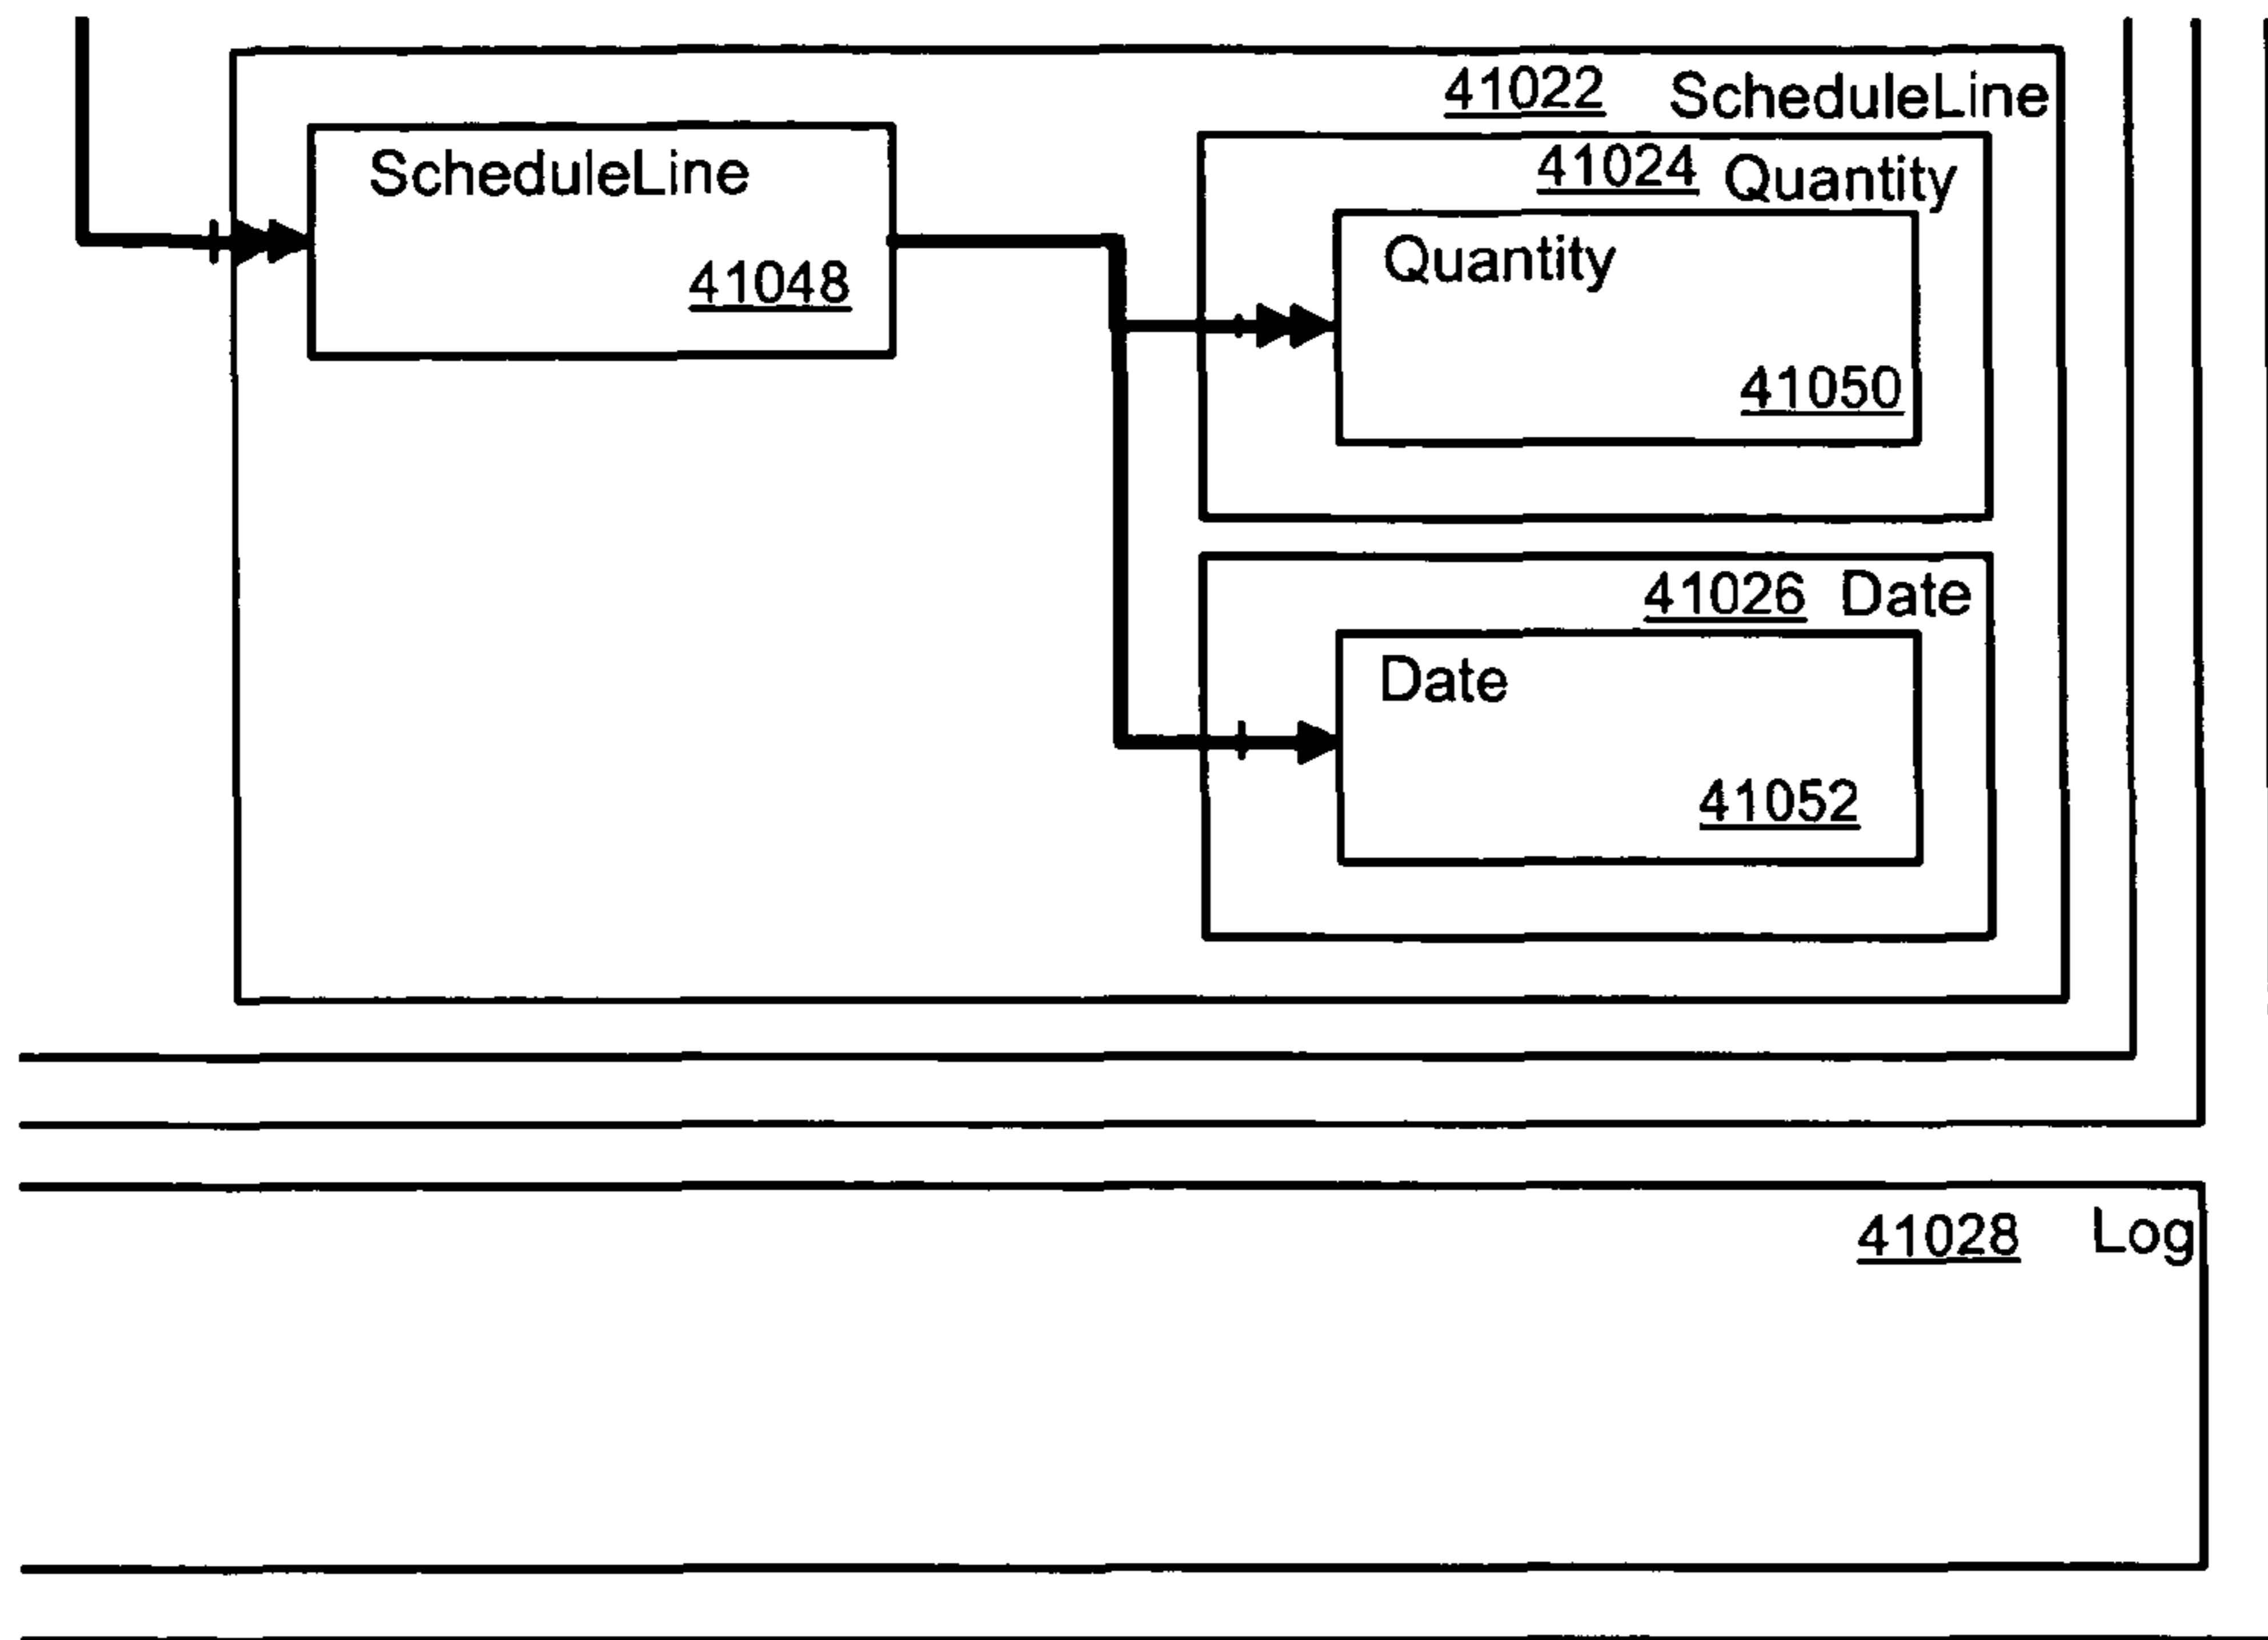 41022 ScheduleLine
ScheduleLine
41048
41024 Quantity
Quantity
41050
41026 Date
Date
41052
41028 Log